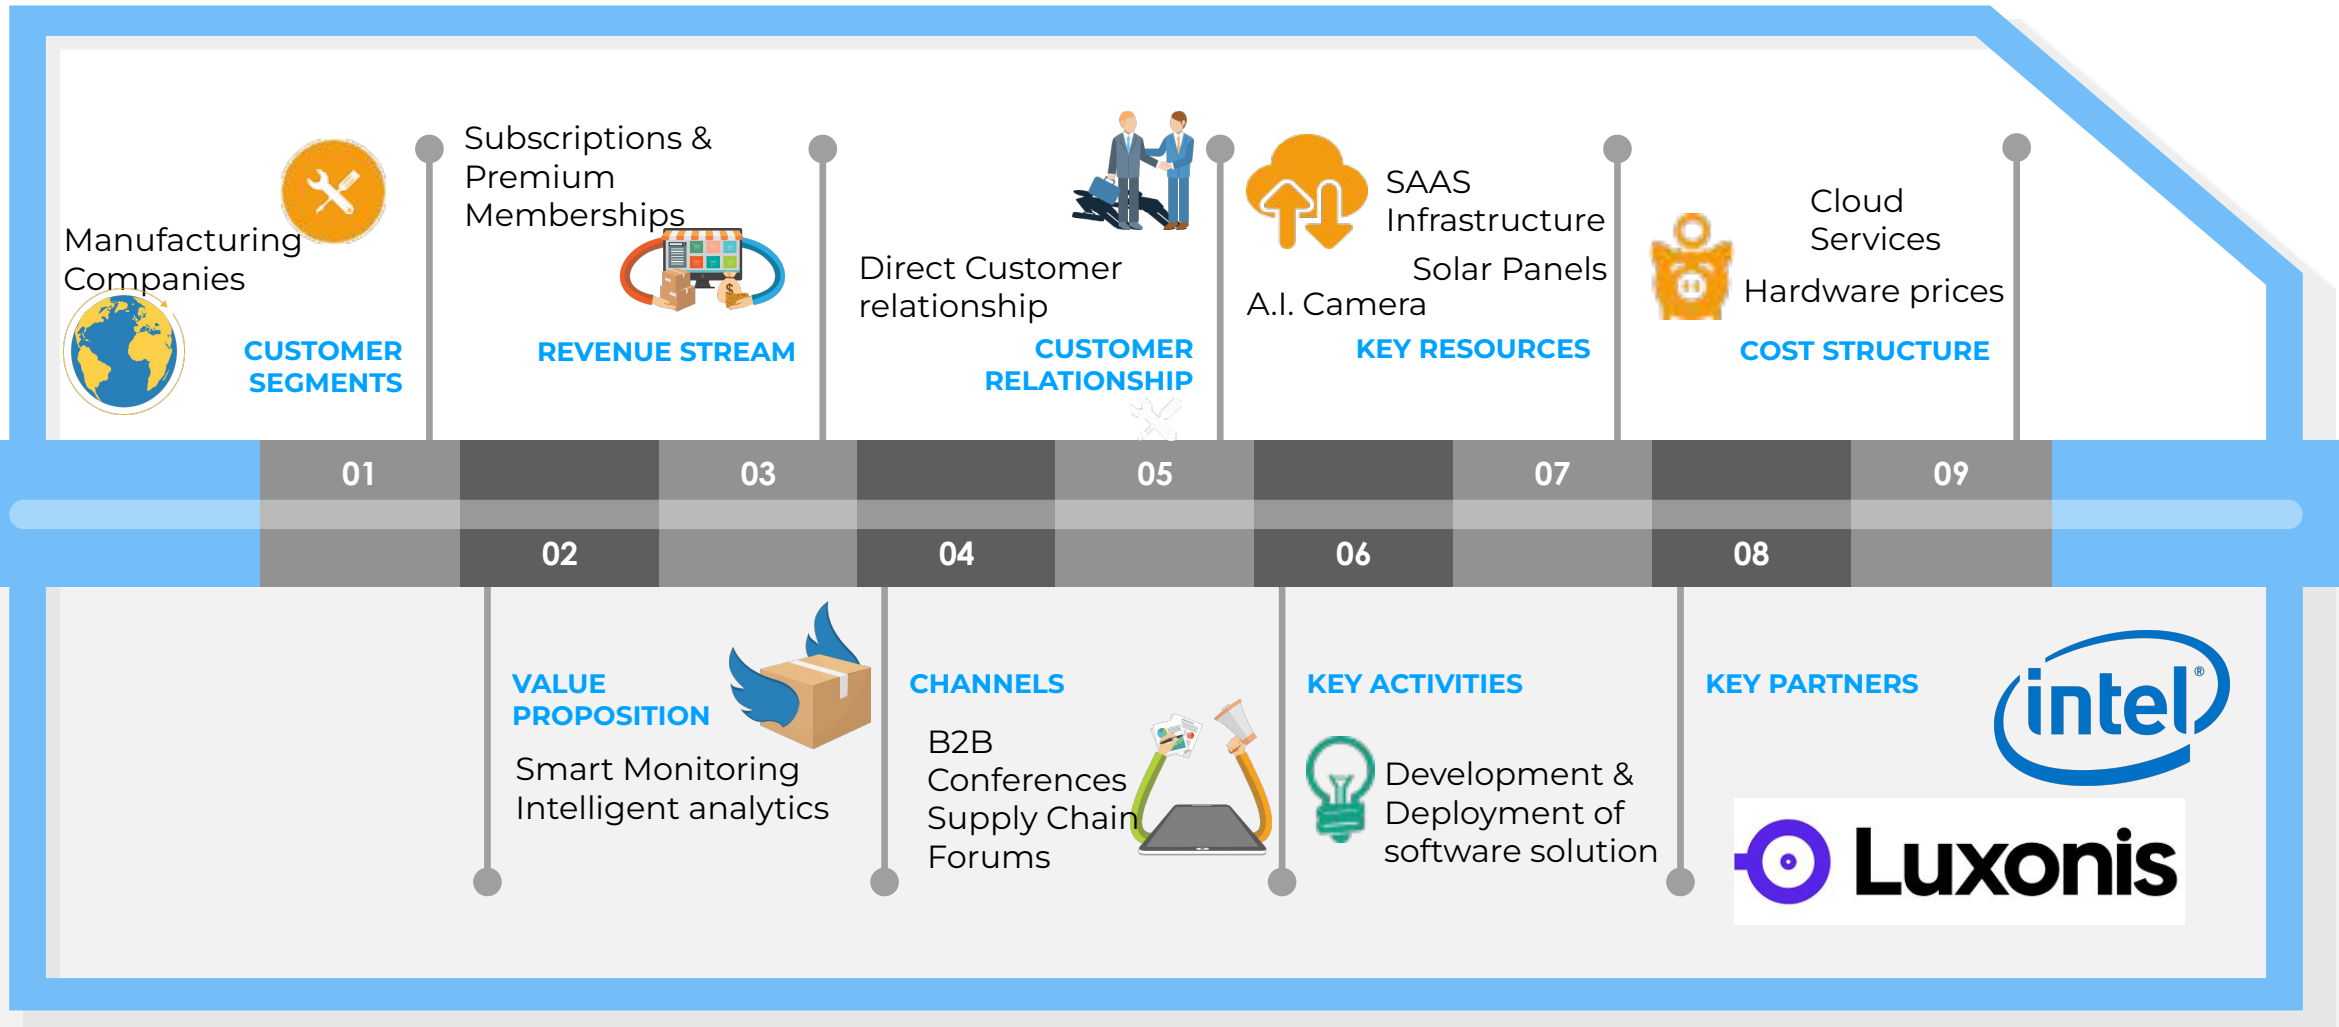 Manufacturing
Companies
CUSTOMER
SEGMENTS
Subscriptions &
Premium
Memberships
$
REVENUE STREAM
Direct Customer
relationship
CUSTOMER
RELATIONSHIP
SAAS
Infrastructure
Solar Panels
A.I. Camera
KEY RESOURCES
Cloud
Services
Hardware prices
COST STRUCTURE
01
03
05
07
09
02
04
06
08
VALUE
PROPOSITION
Smart Monitoring
Intelligent analytics
CHANNELS
B2B
Conferences
Supply Chain
Forums
KEY ACTIVITIES
Development &
Deployment of
software solution
KEY PARTNERS
intel®
Luxonis